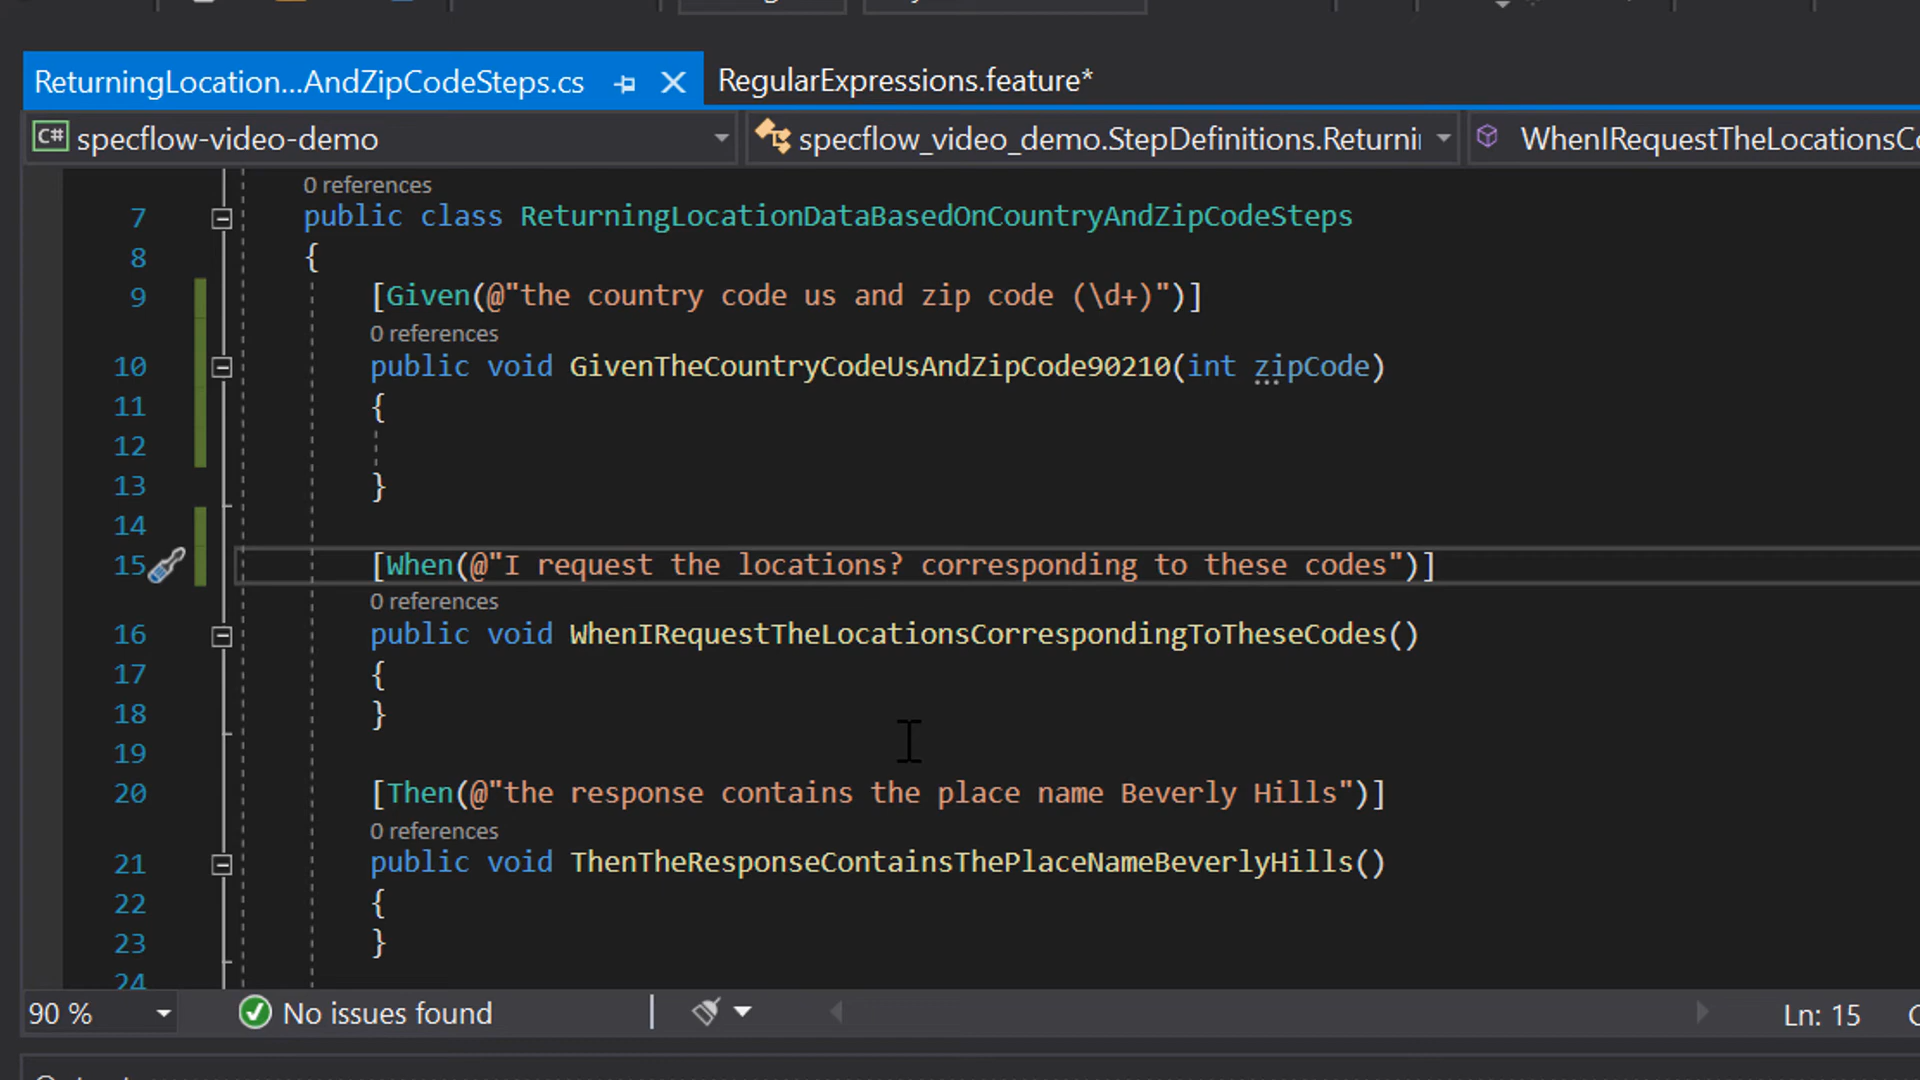 ReturningLocation...AndZipCodeSteps.cs RegularExpressions.feature*
C# specflow-video-demo specflow_video_demo.StepDefinitions.Returni WhenIRequestTheLocationsCo
0 references
7 public class ReturningLocationDataBasedOnCountryAndZipCodeSteps
8 {
9 [Given(@"the country code us and zip code (\d+)")]
0 references
10 public void GivenTheCountryCodeUsAndZipCode90210(int zipCode)
11 {
12
13 }
14
15 [When(@"I request the locations? corresponding to these codes")]
0 references
16 public void WhenIRequestTheLocationsCorrespondingToTheseCodes()
17 {
18 }
19
20 [Then(@"the response contains the place name Beverly Hills")]
0 references
21 public void ThenTheResponseContainsThePlaceNameBeverlyHills()
22 {
23 }
24
90 % No issues found Ln: 15